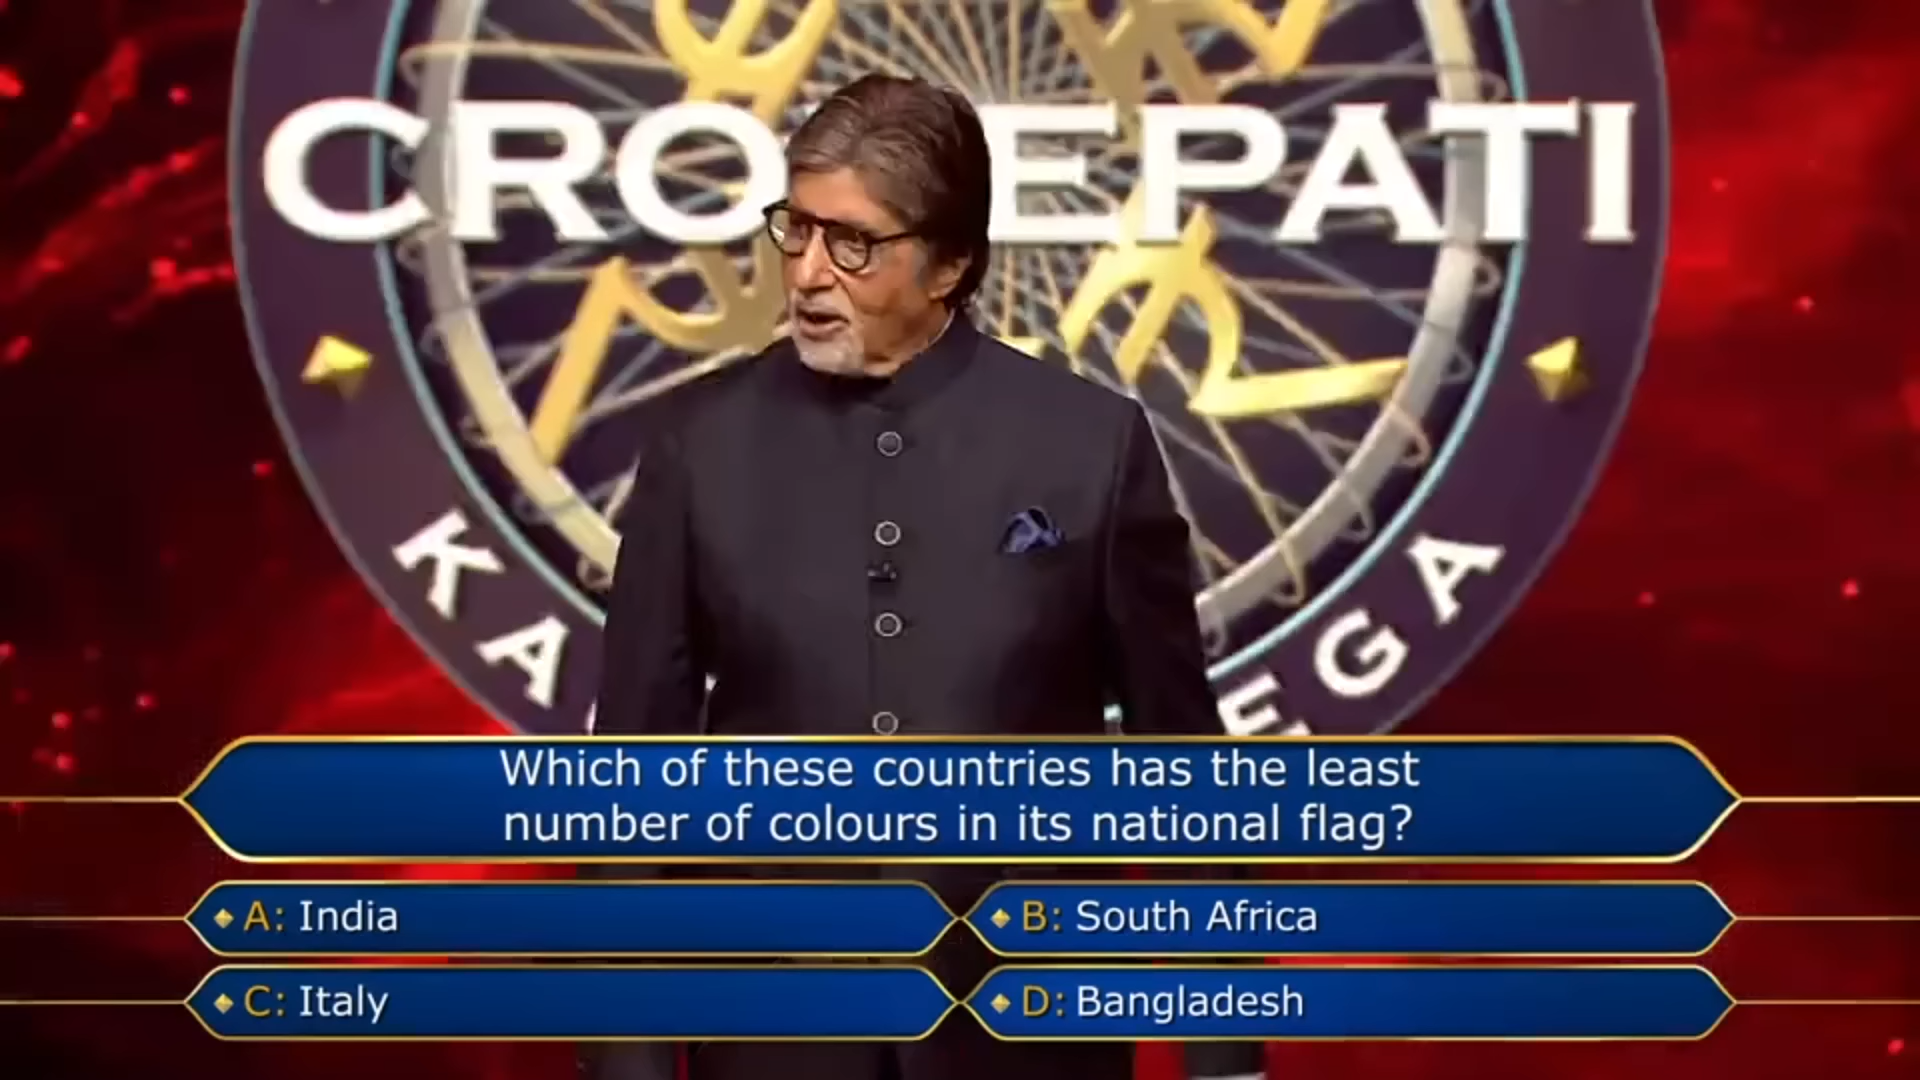 CRO EPATI
KA
EGA
Which of these countries has the least
number of colours in its national flag?
A: India
B: South Africa
C: Italy
D: Bangladesh